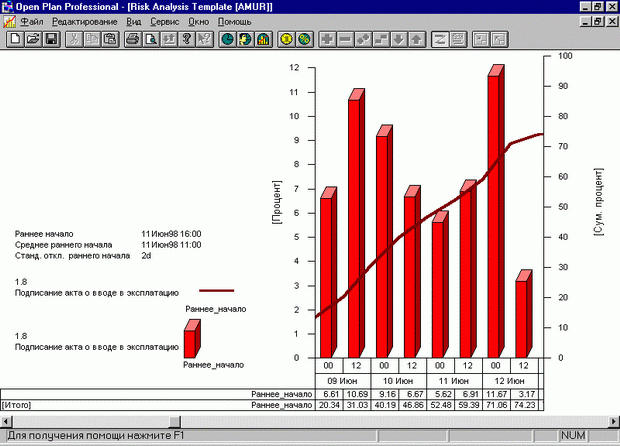 Open Plan Professional - [Risk Analysis Template [AMUR]]
Файл Редактирование Вид Сервис Окно Помощь
[Процент]
12
11
10
9
8
7
6
5
4
3
2
1
0
100
90
80
70
60
50
40
30
20
10
0
[Сум. процент]
Раннее начало 11Июн98 16:00
Среднее раннего начала 11Июн98 11:00
Станд. откл. раннего начала 2d
1.8
Подписание акта о вводе в эксплатацию
Раннее_начало
1.8
Подписание акта о вводе в эксплатацию
Раннее_начало
00 12 00 12 00 12 00 12
09 Июн 10 Июн 11 Июн 12 Июн
Раннее_начало 6.61 10.69 9.16 6.67 5.62 6.91 11.67 3.17
[Итого] Раннее_начало 20.34 31.03 40.19 46.86 52.48 59.39 71.06 74.23
Для получения помощи нажмите F1 NUM